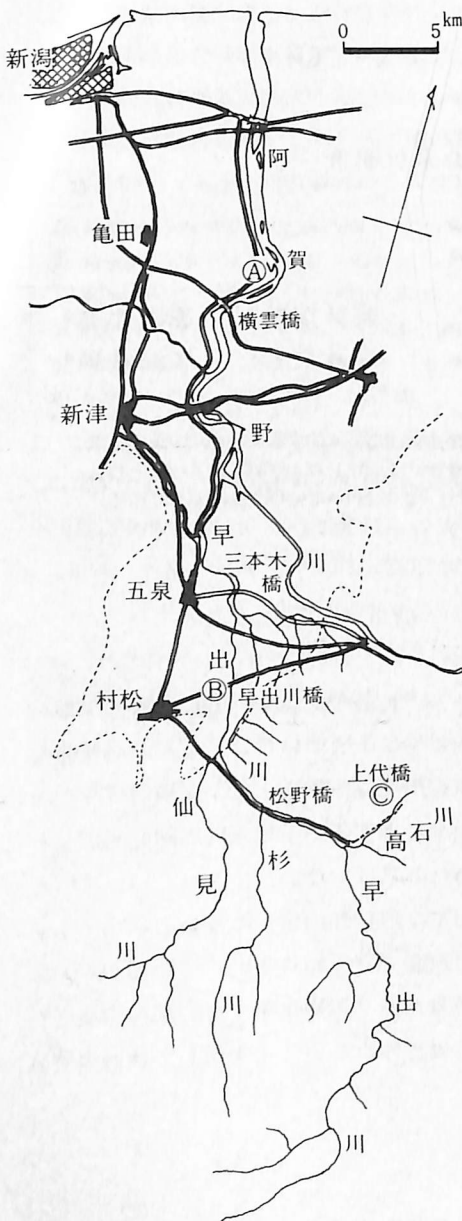 0 5 km
新潟
阿賀野川
亀田
Ⓐ
横雲橋
新津
三本木橋
五泉
早出川
Ⓑ
早出川橋
村松
上代橋
Ⓒ
松野橋
高石川
仙見川
杉川
早出川